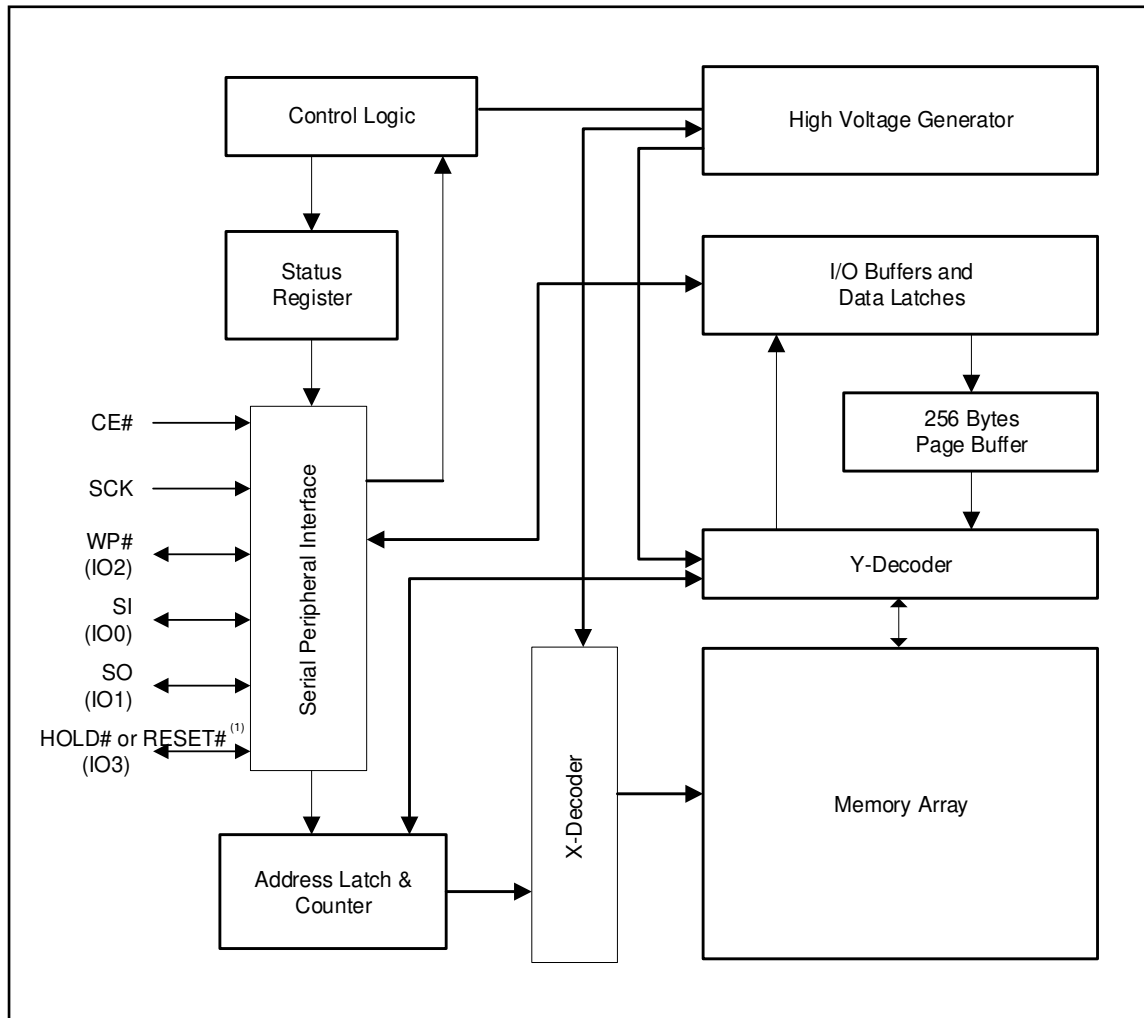 Control Logic
High Voltage Generator
Status
Register
I/O Buffers and
Data Latches
256 Bytes
Page Buffer
Y-Decoder
CE#
SCK
WP#
(IO2)
SI
(IO0)
SO
(IO1)
HOLD# or RESET# (1)
(IO3)
Serial Peripheral Interface
X-Decoder
Memory Array
Address Latch &
Counter